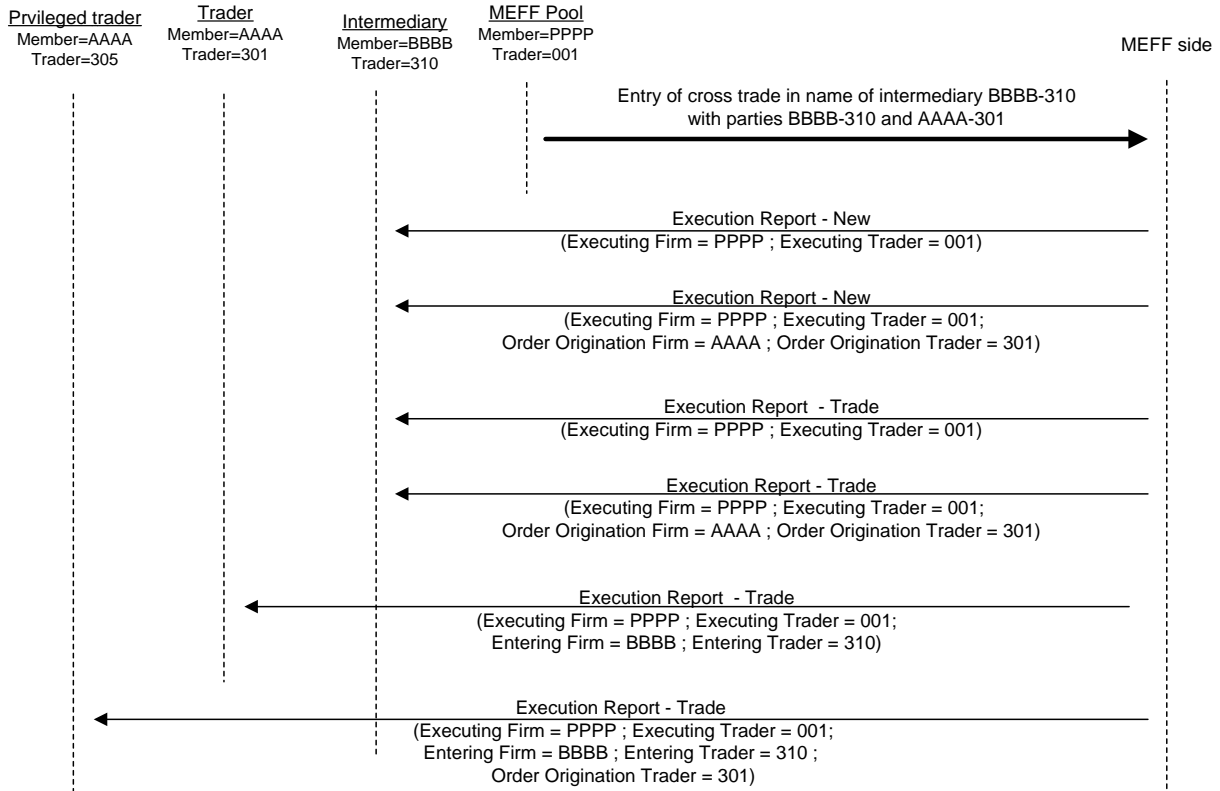 Prvileged trader
Member=AAAA
Trader=305
Trader
Member=AAAA
Trader=301
Intermediary
Member=BBBB
Trader=310
MEFF Pool
Member=PPPP
Trader=001
MEFF side
Entry of cross trade in name of intermediary BBBB-310
with parties BBBB-310 and AAAA-301
Execution Report - New
(Executing Firm = PPPP ; Executing Trader = 001)
Execution Report - New
(Executing Firm = PPPP ; Executing Trader = 001;
Order Origination Firm = AAAA ; Order Origination Trader = 301)
Execution Report - Trade
(Executing Firm = PPPP ; Executing Trader = 001)
Execution Report - Trade
(Executing Firm = PPPP ; Executing Trader = 001;
Order Origination Firm = AAAA ; Order Origination Trader = 301)
Execution Report - Trade
(Executing Firm = PPPP ; Executing Trader = 001;
Entering Firm = BBBB ; Entering Trader = 310)
Execution Report - Trade
(Executing Firm = PPPP ; Executing Trader = 001;
Entering Firm = BBBB ; Entering Trader = 310 ;
Order Origination Trader = 301)